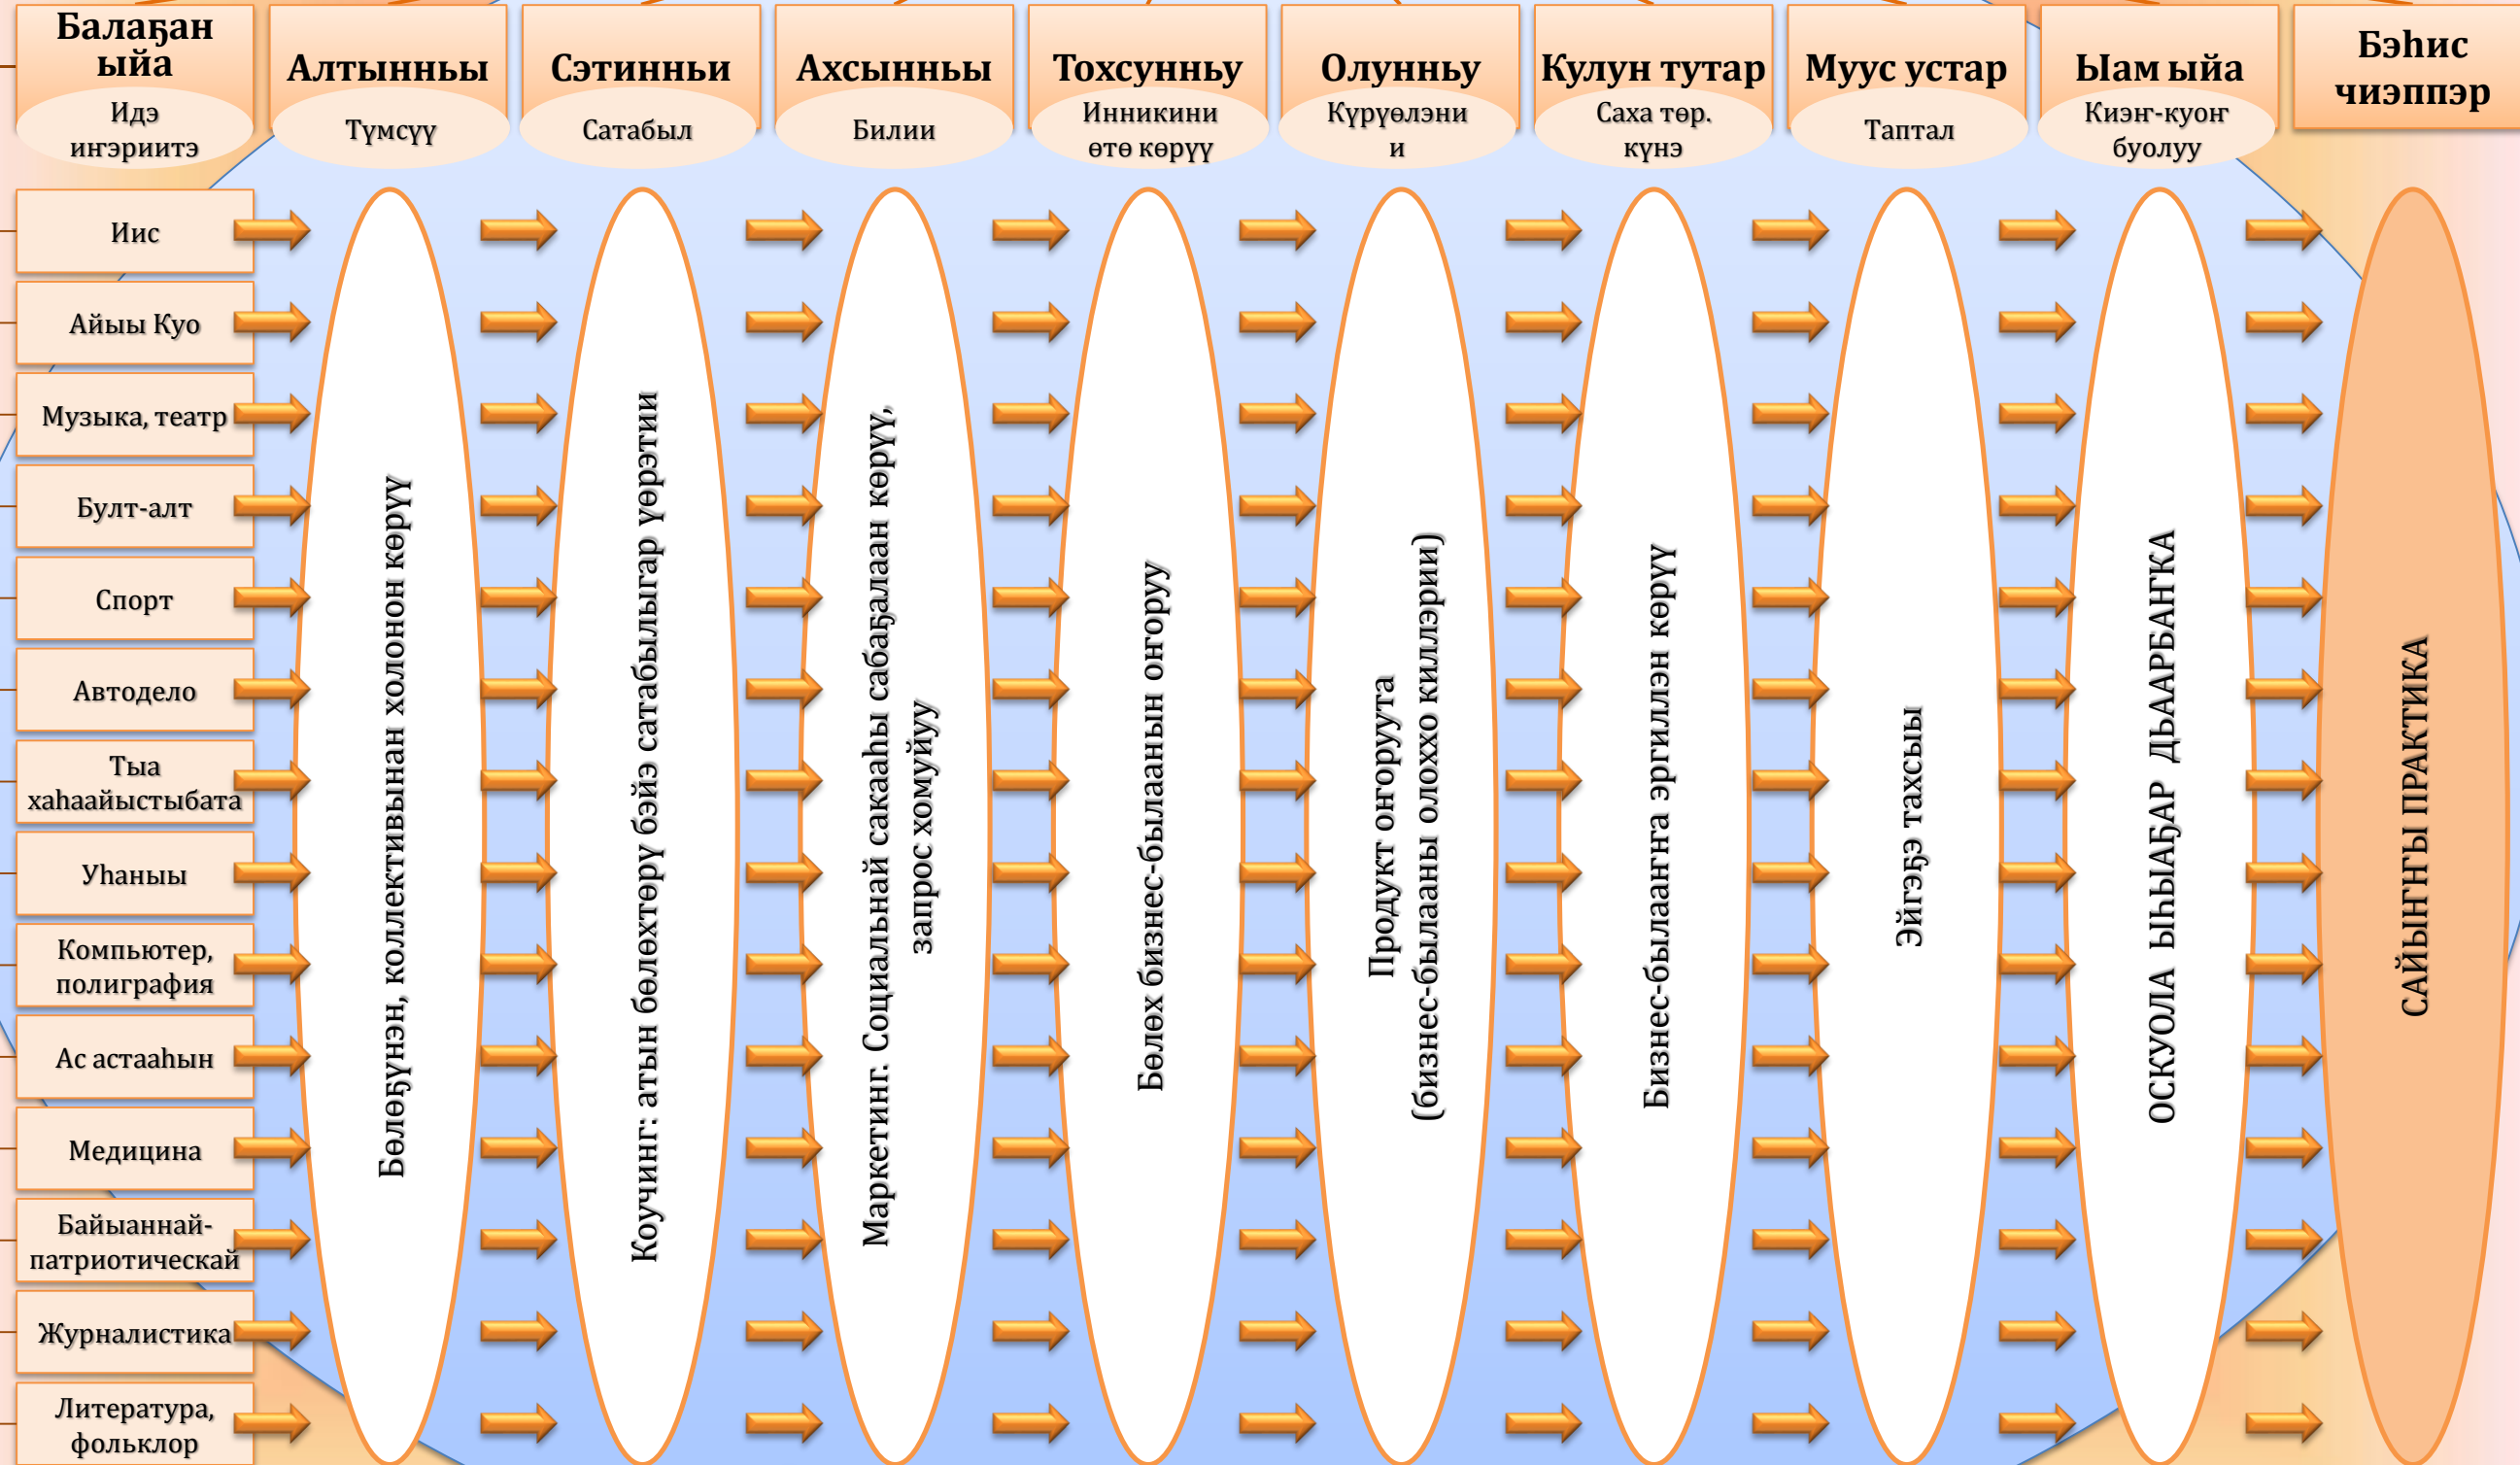 Балаҕан
ыйа
Идэ
иҥэриитэ
Алтынньы
Түмсүү
Сэтинньи
Сатабыл
Ахсынньы
Билии
Тохсунньу
Инникини
өтө көрүү
Олунньу
Күрүөлэни
и
Кулун тутар
Саха төр.
күнэ
Муус устар
Таптал
Ыам ыйа
Киэҥ-куоҥ
буолуу
Бэһис
чиэппэр
Иис
Айыы Куо
Музыка, театр
Булт-алт
Спорт
Автодело
Тыа
хаһаайыстыбата
Уһаныы
Компьютер,
полиграфия
Ас астааһын
Медицина
Байыаннай-
патриотическай
Журналистика
Литература,
фольклор
Бөлөҕүнэн, коллективынан холонон көрүү
Коучинг: атын бөлөхтөрү бэйэ сатабылыгар үөрэтии
Маркетинг: Социальнай сакааһы сабаҕалаан көрүү,
запрос хомуйуу
Бөлөх бизнес-былаанын оҥоруу
Продукт оҥоруута
(бизнес-былааны олоххо киллэрии)
Бизнес-былааҥҥа эргиллэн көрүү
Эйгэҕэ тахсыы
ОСКУОЛА ЫҺЫАҔАР ДЬААРБАҤКА
САЙЫҤҤЫ ПРАКТИКА